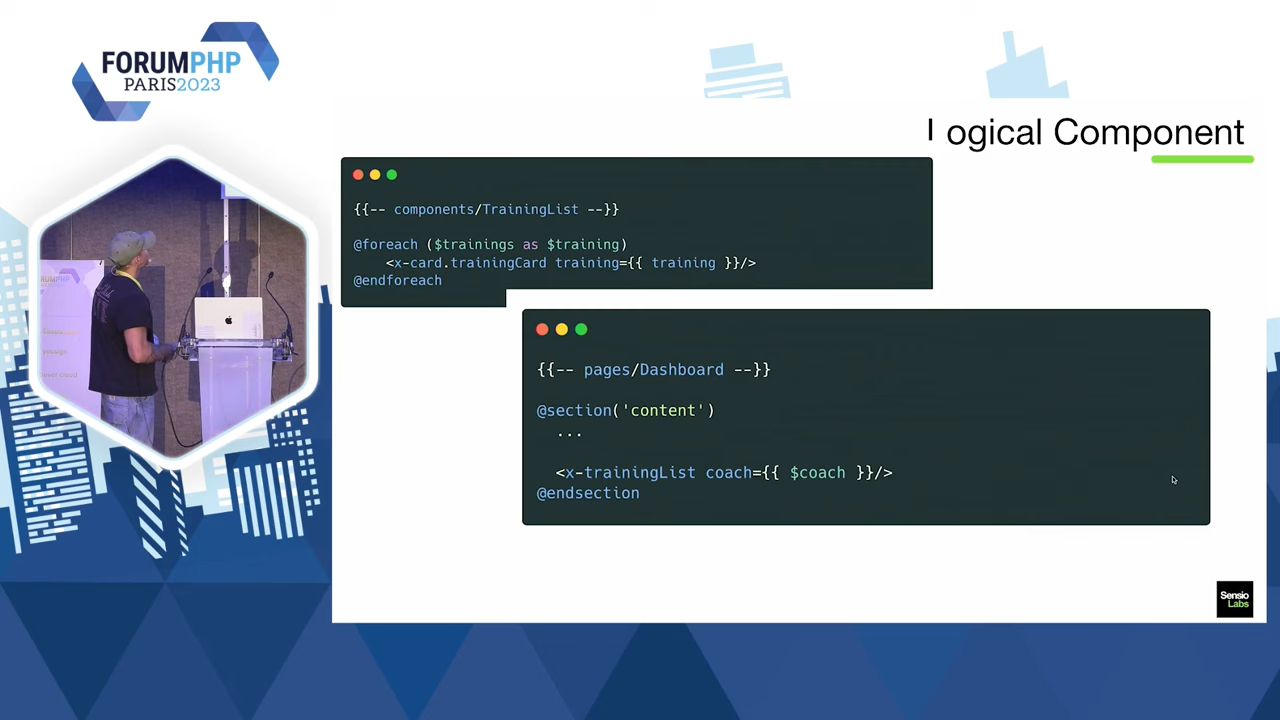 FORUMPHP
PARIS2023
Logical Component
{{-- components/TrainingList --}}
@foreach ($trainings as $training)
<x-card.trainingCard training={{ training }}/>
@endforeach
{{-- pages/Dashboard --}}
@section('content')
...
<x-trainingList coach={{ $coach }}/>
@endsection
Sensio
Labs